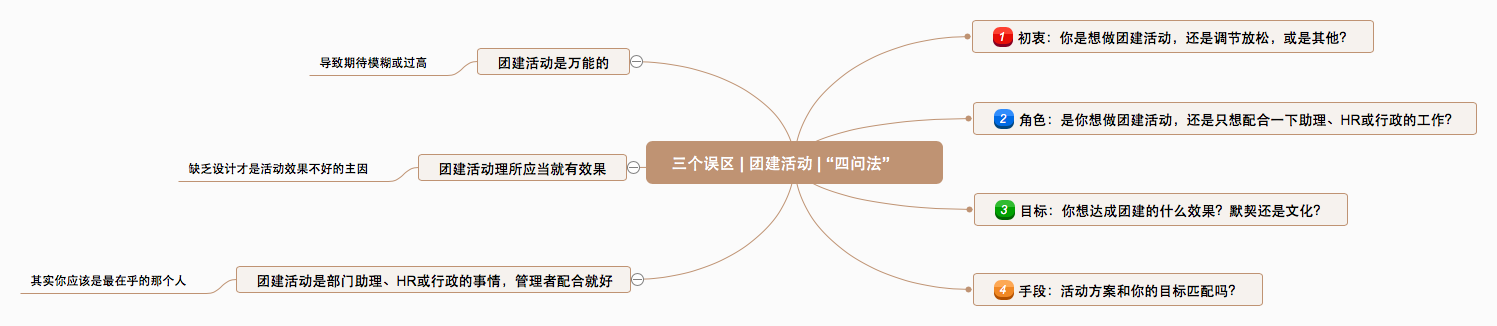 三个误区 | 团建活动 | “四问法”
团建活动是万能的
导致期待模糊或过高
团建活动理所应当就有效果
缺乏设计才是活动效果不好的主因
团建活动是部门助理、HR或行政的事情，管理者配合就好
其实你应该是最在乎的那个人
1 初衷：你是想做团建活动，还是调节放松，或是其他？
2 角色：是你想做团建活动，还是只想配合一下助理、HR或行政的工作？
3 目标：你想达成团建的什么效果？默契还是文化？
4 手段：活动方案和你的目标匹配吗？